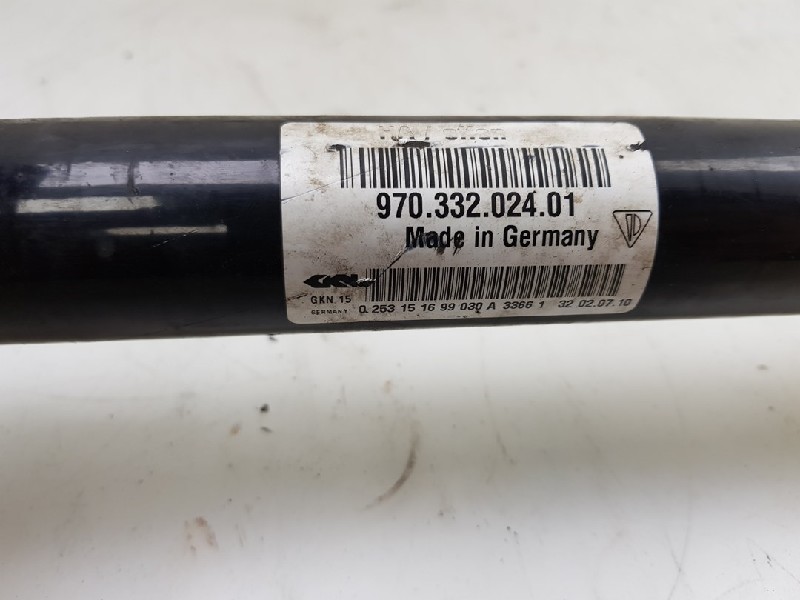 970.332.024.01
Made in Germany
GKN
GKN 15
GERMANY
0 253 15 16 99 030 A 3366 1 32 02.07.10